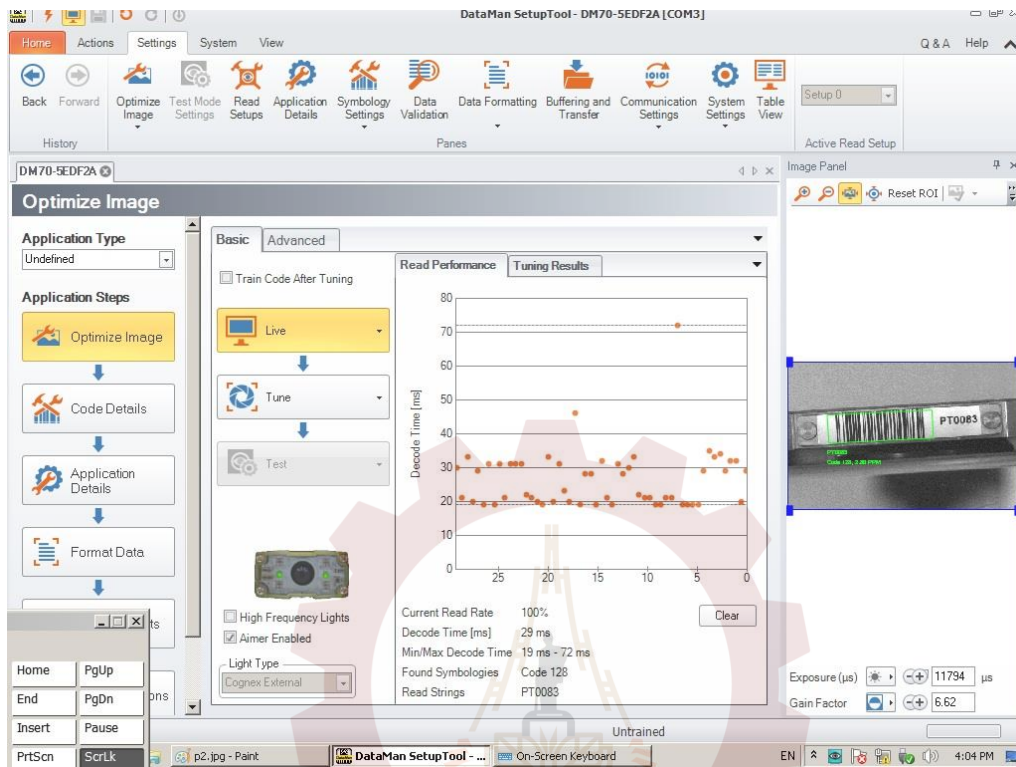 DataMan SetupTool - DM70-5EDF2A [COM3]
Home Actions Settings System View Q & A Help
Back Forward Optimize Image Test Mode Settings Read Setups Application Details Symbology Settings Data Validation Data Formatting Buffering and Transfer Communication Settings System Settings Table View Setup 0
History Panes Active Read Setup
DM70-5EDF2A
Optimize Image
Application Type
Undefined
Application Steps
Optimize Image
Code Details
Application Details
Format Data
ts
ons
Basic Advanced
Train Code After Tuning
Live
Tune
Test
High Frequency Lights
Aimer Enabled
Light Type
Cognex External
Read Performance Tuning Results
Decode Time [ms]
80
70
60
50
40
30
20
10
0
25 20 15 10 5 0
Current Read Rate 100%
Clear
Decode Time [ms] 29 ms
Min/Max Decode Time 19 ms - 72 ms
Found Symbologies Code 128
Read Strings PT0083
Image Panel
Reset ROI
PT0083
PT0083
Code 128, 3.20 PPM
Exposure (µs) 11794 µs
Gain Factor 6.62
Untrained
Home PgUp
End PgDn
Insert Pause
PrtScn ScrLk
p2.jpg - Paint DataMan SetupTool - ... On-Screen Keyboard EN 4:04 PM